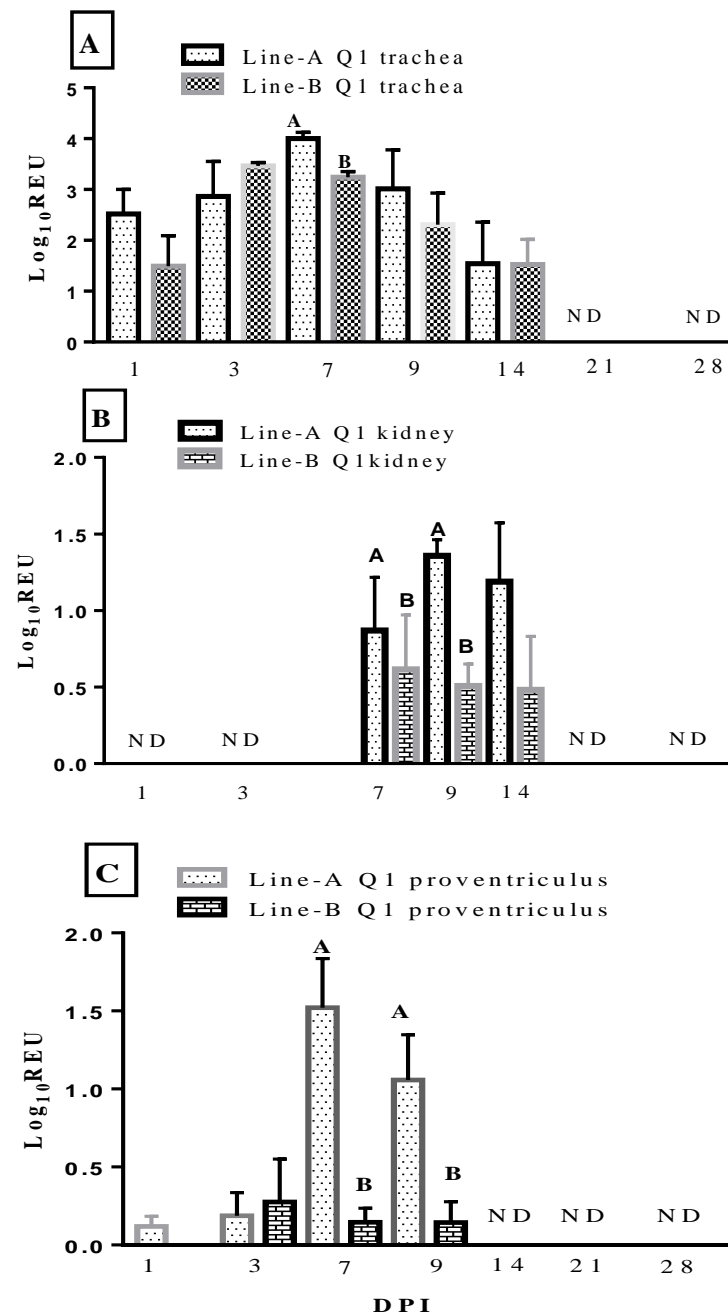 A
Line-A Q1 trachea
Line-B Q1 trachea
5
4
3
2
1
0
Log10REU
A
B
ND
ND
1 3 7 9 14 21 28
B
Line-A Q1 kidney
Line-B Q1kidney
2.0
1.5
1.0
0.5
0.0
Log10REU
A
B
A
B
ND ND ND ND
1 3 7 9 14 21 28
C
Line-A Q1 proventriculus
Line-B Q1 proventriculus
2.0
1.5
1.0
0.5
0.0
Log10REU
A
B
A
B
ND ND ND
1 3 7 9 14 21 28
DPI